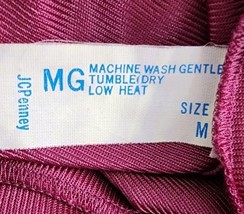 JCPenney
MG
MACHINE WASH GENTLE
TUMBLE DRY
LOW HEAT
SIZE
M